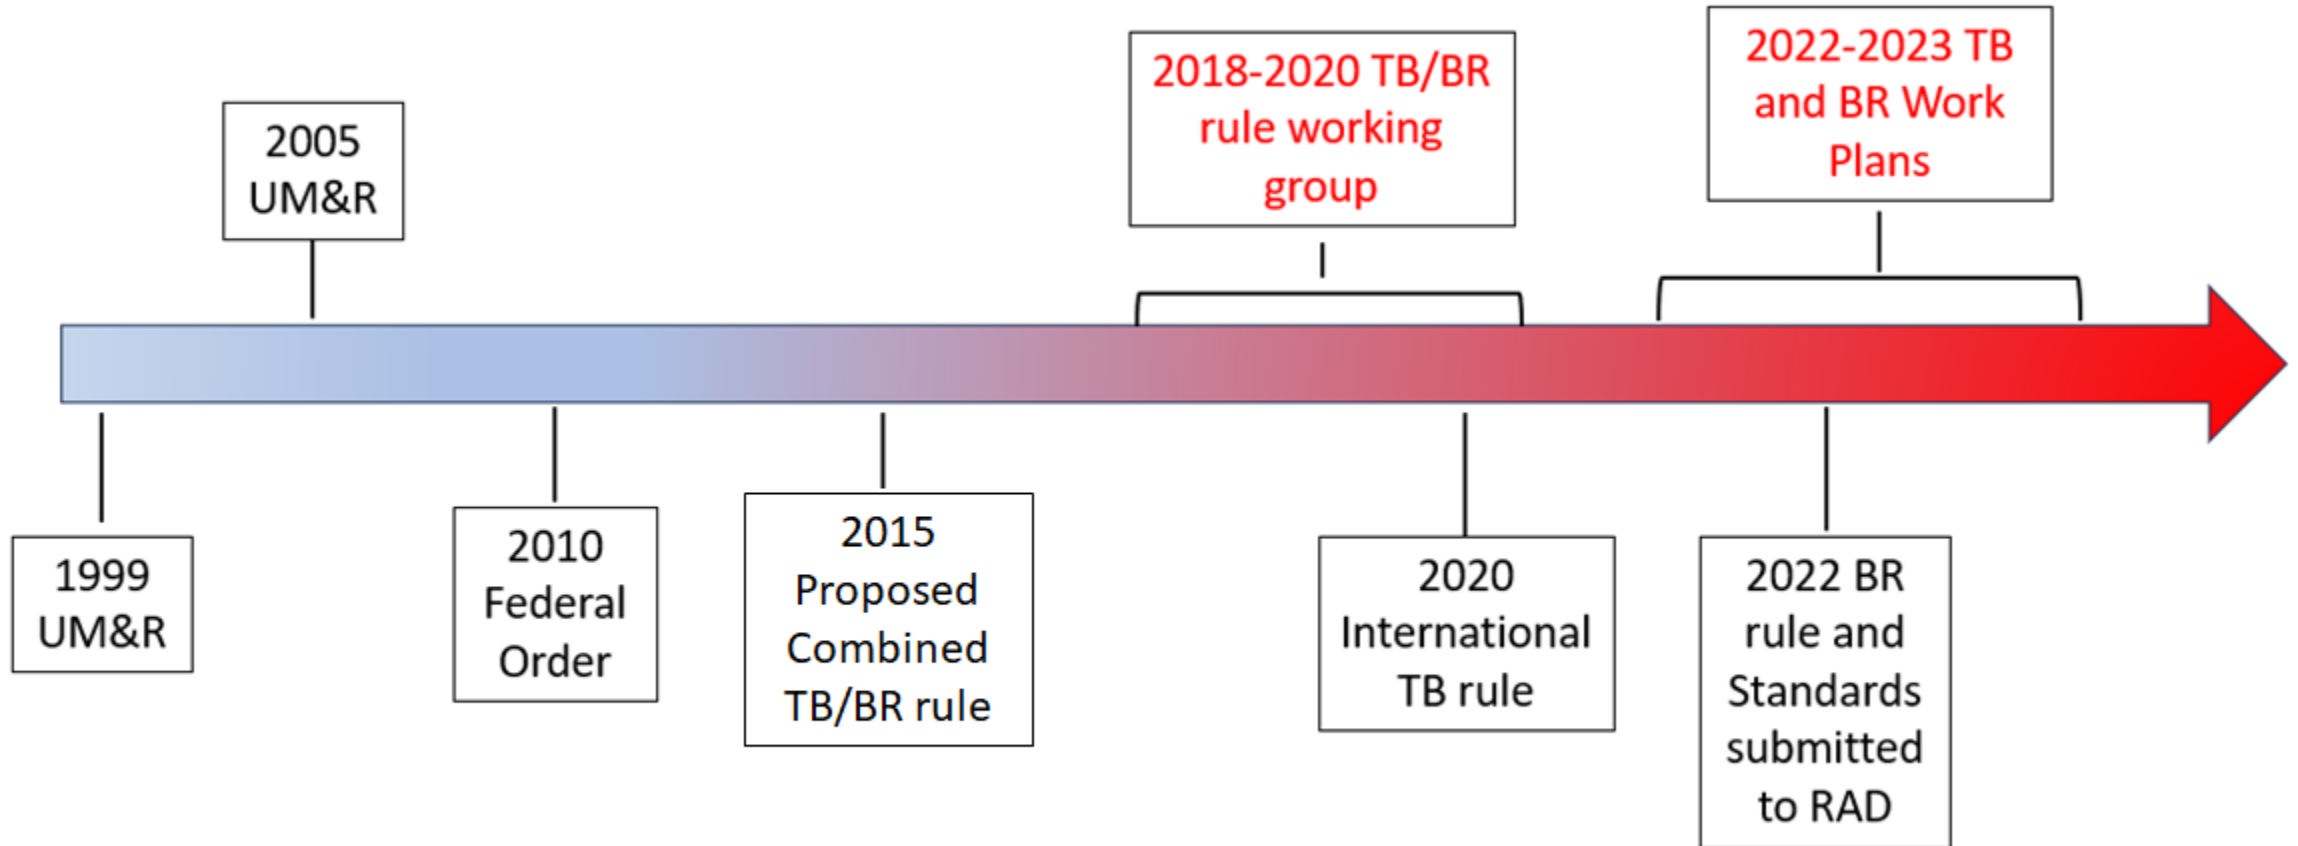 2005
UM&R
2018-2020 TB/BR
rule working
group
2022-2023 TB
and BR Work
Plans
1999
UM&R
2010
Federal
Order
2015
Proposed
Combined
TB/BR rule
2020
International
TB rule
2022 BR
rule and
Standards
submitted
to RAD